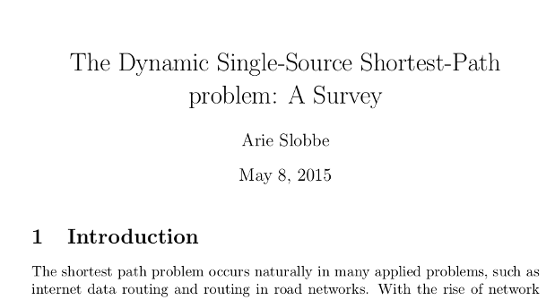 The Dynamic Single-Source Shortest-Path
problem: A Survey
Arie Slobbe
May 8, 2015
1 Introduction
The shortest path problem occurs naturally in many applied problems, such as
internet data routing and routing in road networks. With the rise of network